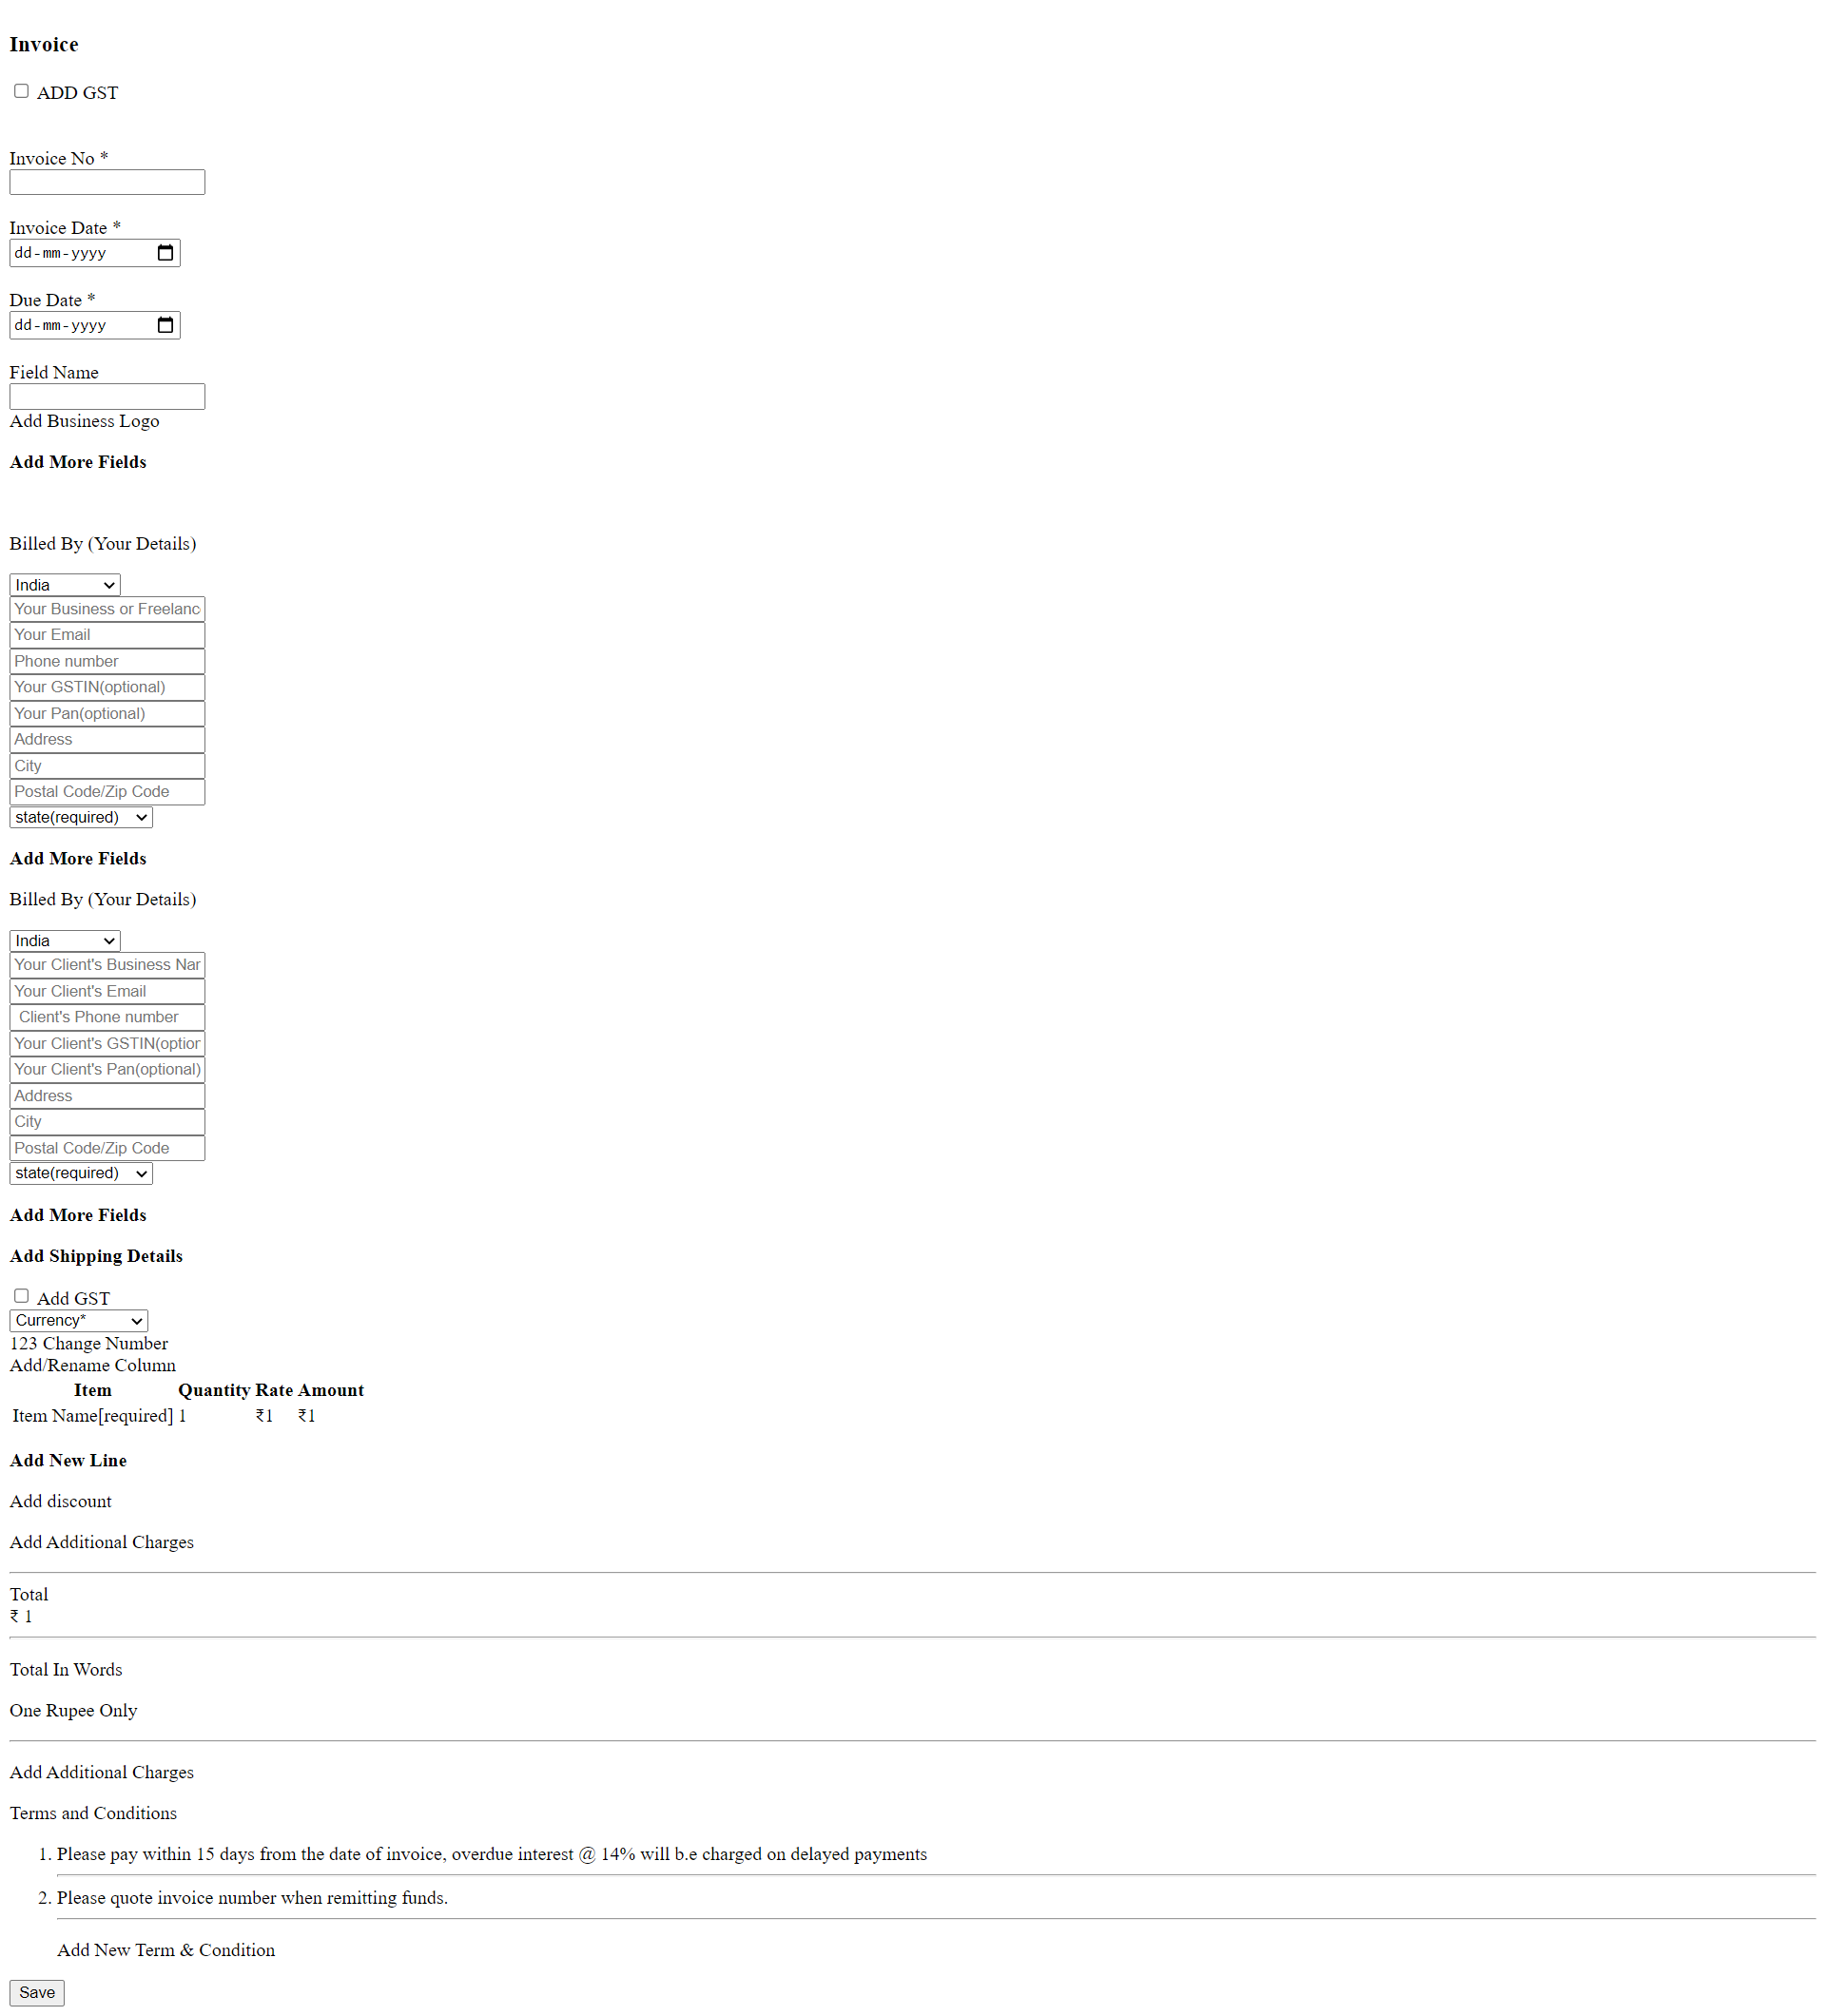 Invoice
ADD GST
Invoice No *
Invoice Date *
dd-mm-yyyy
Due Date *
dd-mm-yyyy
Field Name
Add Business Logo
Add More Fields
Billed By (Your Details)
India
Your Business or Freelanc
Your Email
Phone number
Your GSTIN(optional)
Your Pan(optional)
Address
City
Postal Code/Zip Code
state(required)
Add More Fields
Billed By (Your Details)
India
Your Client's Business Nar
Your Client's Email
Client's Phone number
Your Client's GSTIN(option
Your Client's Pan(optional)
Address
City
Postal Code/Zip Code
state(required)
Add More Fields
Add Shipping Details
Add GST
Currency*
123 Change Number
Add/Rename Column
Item Quantity Rate Amount
Item Name[required] 1 ₹1 ₹1
Add New Line
Add discount
Add Additional Charges
Total
₹ 1
Total In Words
One Rupee Only
Add Additional Charges
Terms and Conditions
1. Please pay within 15 days from the date of invoice, overdue interest @ 14% will b.e charged on delayed payments
2. Please quote invoice number when remitting funds.
Add New Term & Condition
Save